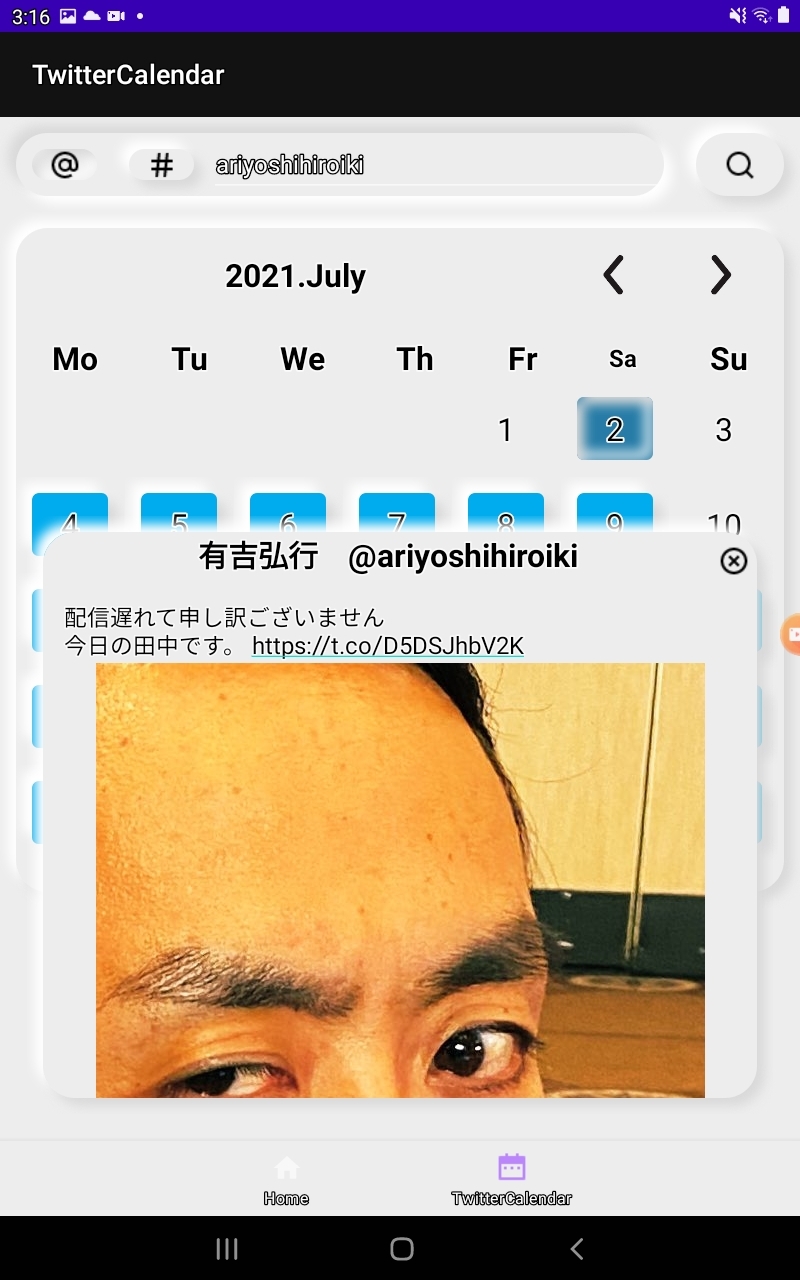 3:16
TwitterCalendar
@ # ariyoshihiroiki
2021.July
Mo Tu We Th Fr Sa Su
1 2 3
4 5 6 7 8 9 10
有吉弘行　@ariyoshihiroiki
配信遅れて申し訳ございません
今日の田中です。 https://t.co/D5DSJhbV2K
Home TwitterCalendar